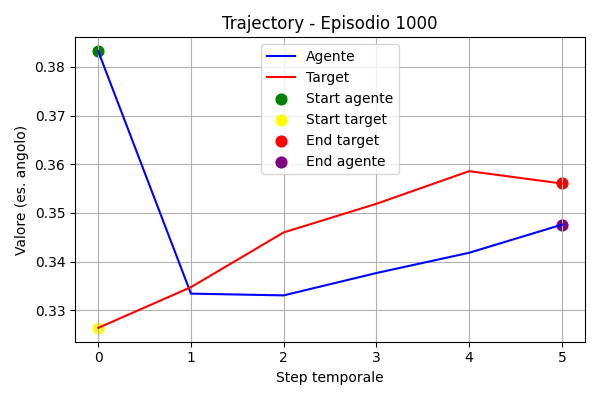 Trajectory - Episodio 1000
Valore (es. angolo)
0.38
0.37
0.36
0.35
0.34
0.33
Agente
Target
Start agente
Start target
End target
End agente
0 1 2 3 4 5
Step temporale